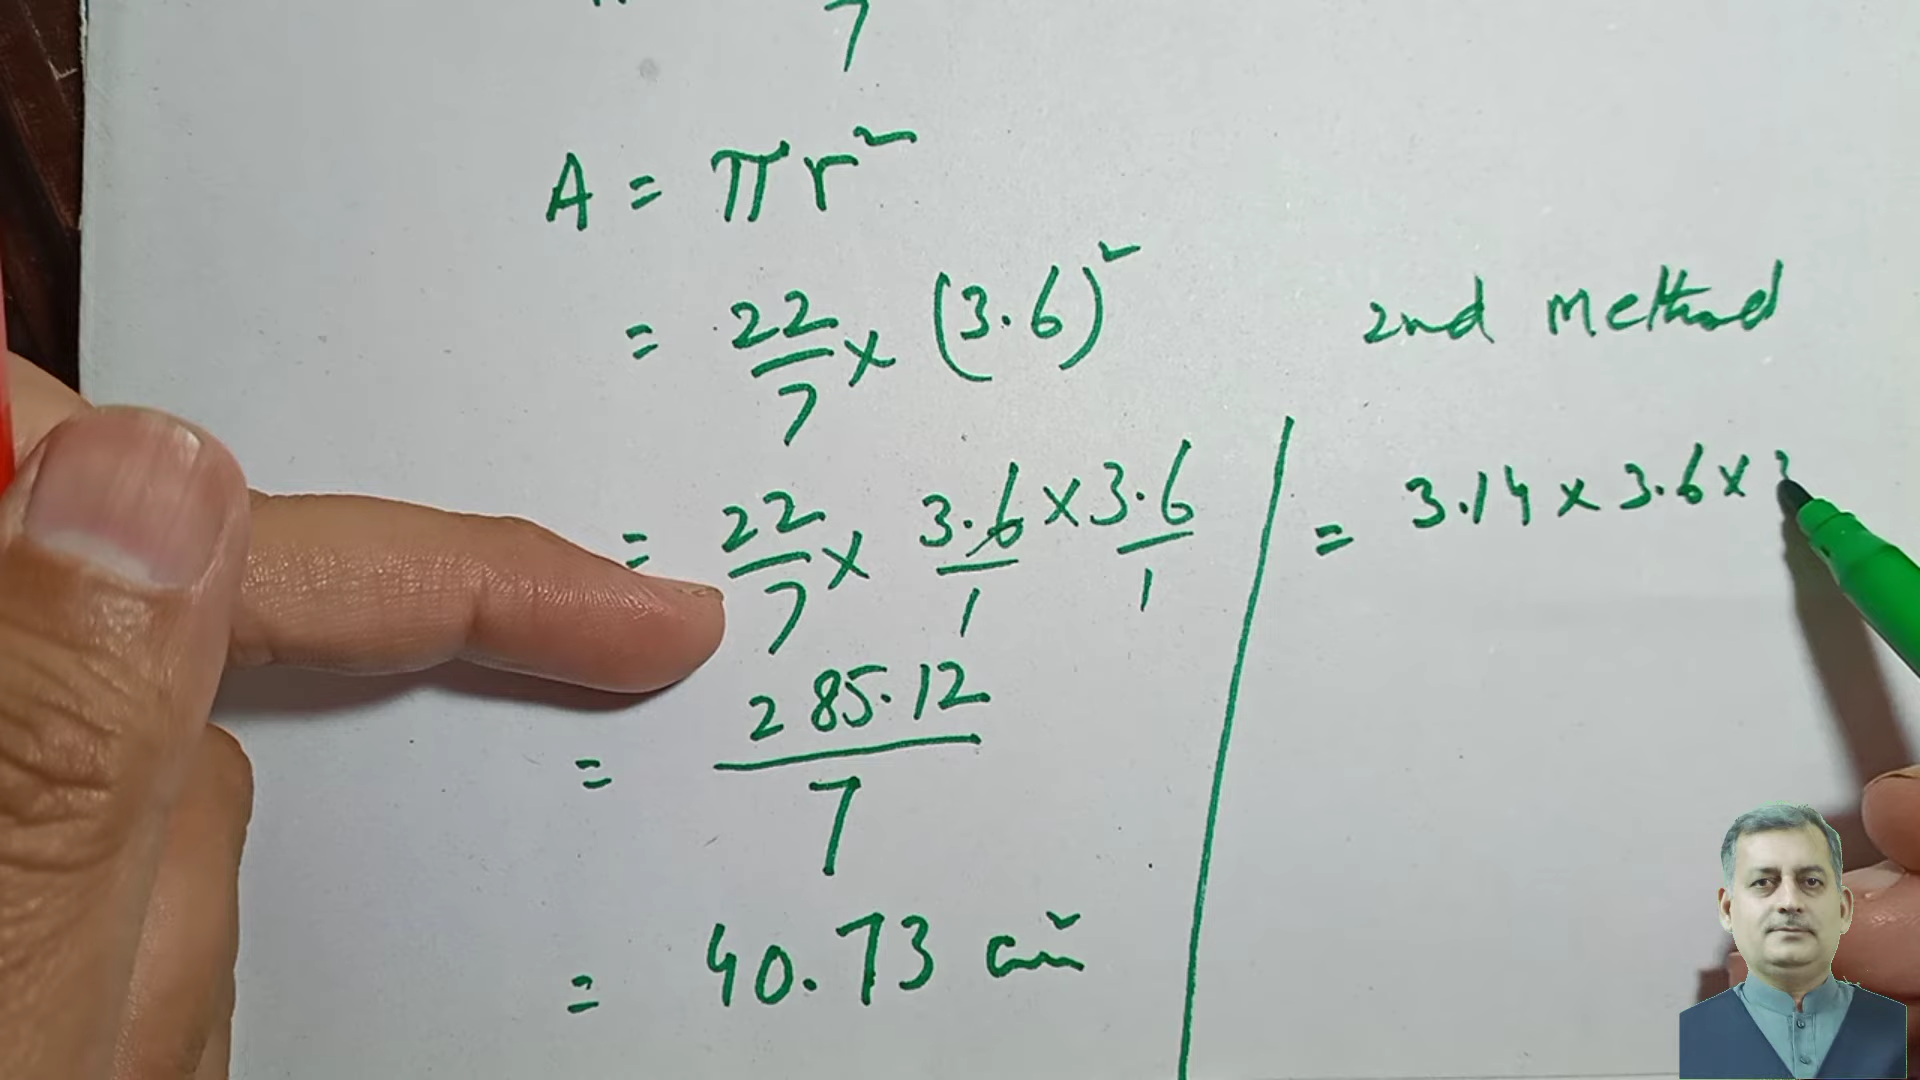 7
A = πr²
= 22/7 × (3.6)²
= 22/7 × 3.6/1 × 3.6/1
= 285.12/7
= 40.73 cm²
2nd Method
= 3.14 × 3.6 × 3